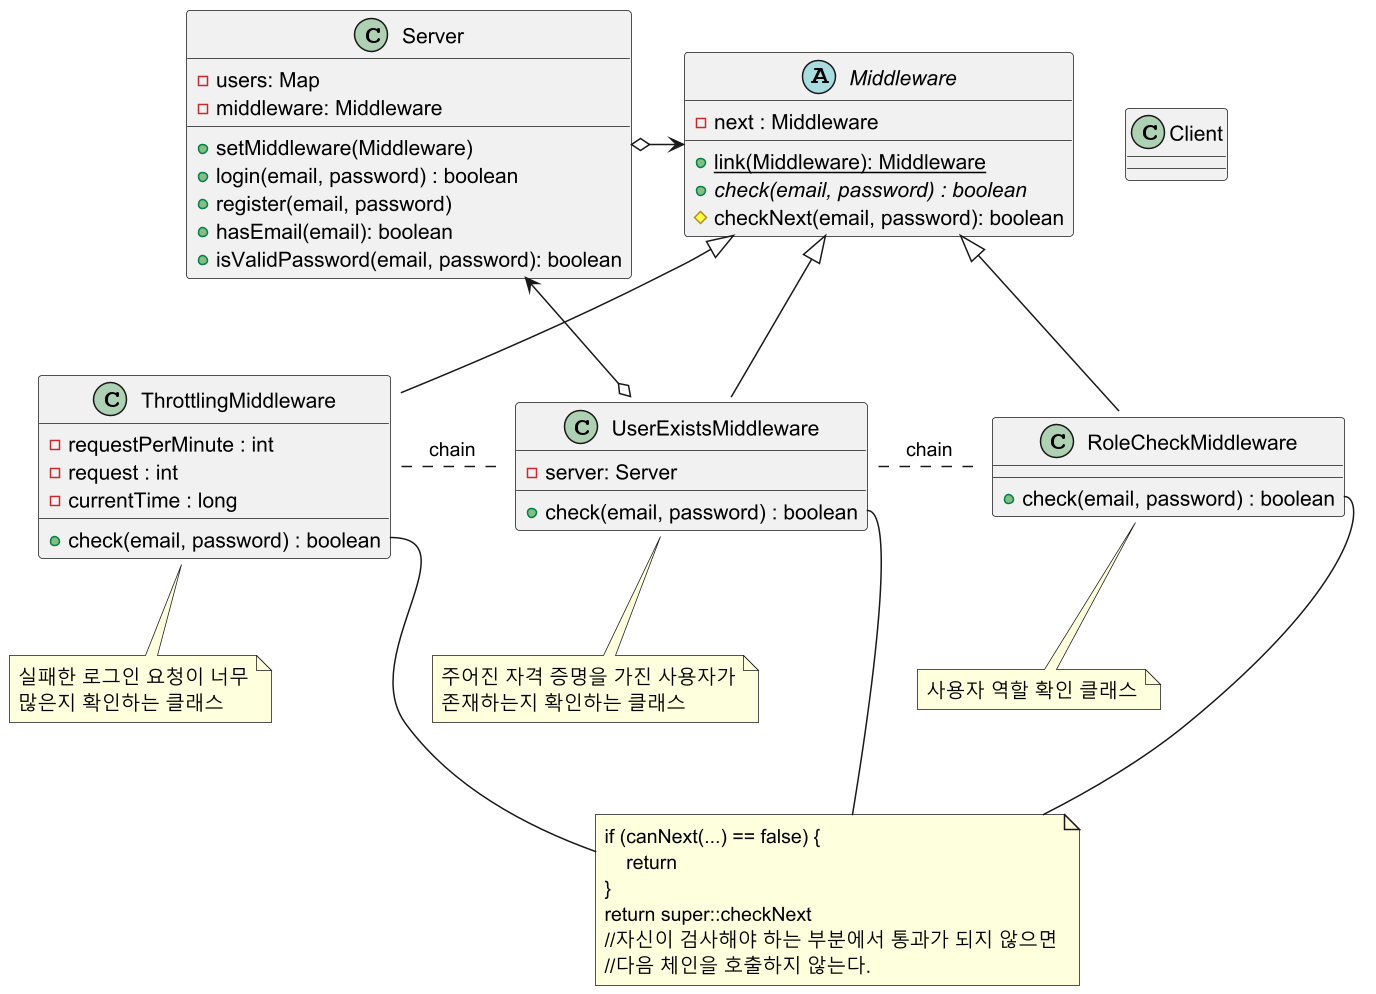 C Server
users: Map
middleware: Middleware
setMiddleware(Middleware)
login(email, password) : boolean
register(email, password)
hasEmail(email): boolean
isValidPassword(email, password): boolean
A Middleware
next : Middleware
link(Middleware): Middleware
check(email, password) : boolean
checkNext(email, password): boolean
C Client
C ThrottlingMiddleware
requestPerMinute : int
request : int
currentTime : long
check(email, password) : boolean
chain
C UserExistsMiddleware
server: Server
check(email, password) : boolean
chain
C RoleCheckMiddleware
check(email, password) : boolean
실패한 로그인 요청이 너무
많은지 확인하는 클래스
주어진 자격 증명을 가진 사용자가
존재하는지 확인하는 클래스
사용자 역할 확인 클래스
if (canNext(...) == false) {
return
}
return super::checkNext
//자신이 검사해야 하는 부분에서 통과가 되지 않으면
//다음 체인을 호출하지 않는다.